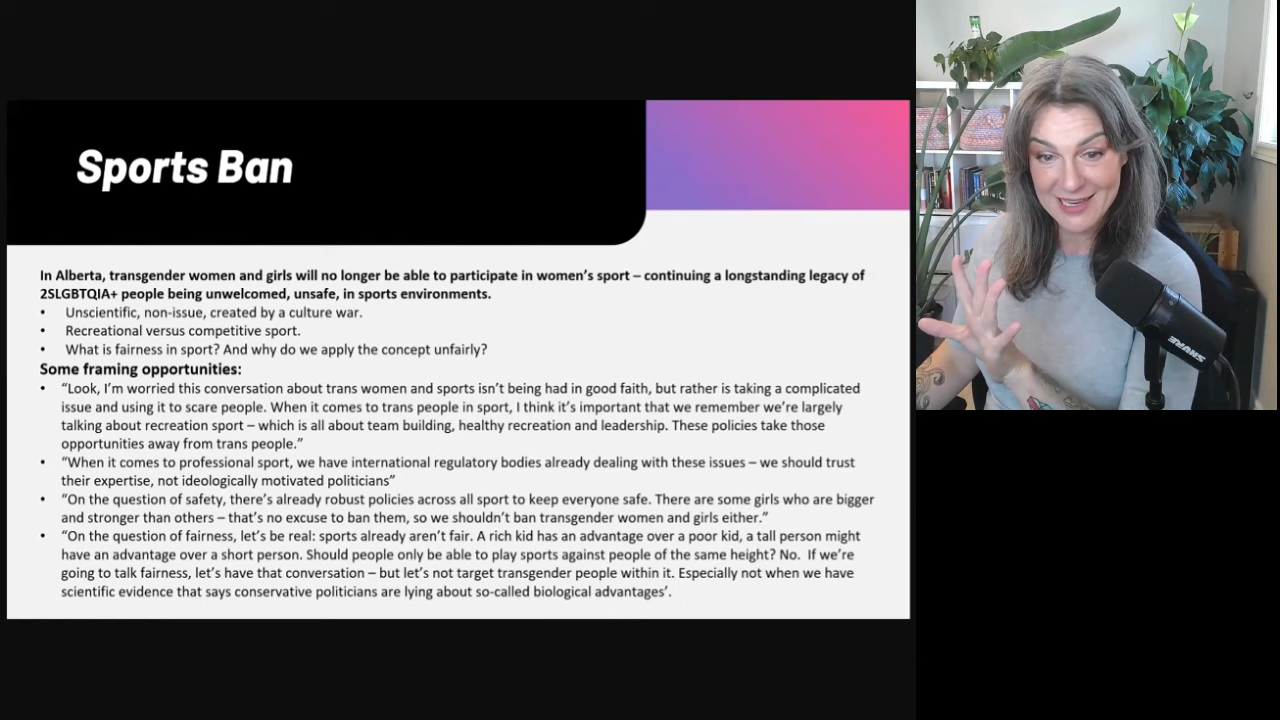 Sports Ban
In Alberta, transgender women and girls will no longer be able to participate in women's sport – continuing a longstanding legacy of
2SLGBTQIA+ people being unwelcomed, unsafe, in sports environments.
• Unscientific, non-issue, created by a culture war.
• Recreational versus competitive sport.
• What is fairness in sport? And why do we apply the concept unfairly?
Some framing opportunities:
• “Look, I'm worried this conversation about trans women and sports isn't being had in good faith, but rather is taking a complicated
issue and using it to scare people. When it comes to trans people in sport, I think it's important that we remember we're largely
talking about recreation sport – which is all about team building, healthy recreation and leadership. These policies take those
opportunities away from trans people.”
• “When it comes to professional sport, we have international regulatory bodies already dealing with these issues – we should trust
their expertise, not ideologically motivated politicians”
• “On the question of safety, there's already robust policies across all sport to keep everyone safe. There are some girls who are bigger
and stronger than others – that's no excuse to ban them, so we shouldn't ban transgender women and girls either.”
• “On the question of fairness, let's be real: sports already aren't fair. A rich kid has an advantage over a poor kid, a tall person might
have an advantage over a short person. Should people only be able to play sports against people of the same height? No. If we're
going to talk fairness, let's have that conversation – but let's not target transgender people within it. Especially not when we have
scientific evidence that says conservative politicians are lying about so-called biological advantages’.
SHURE